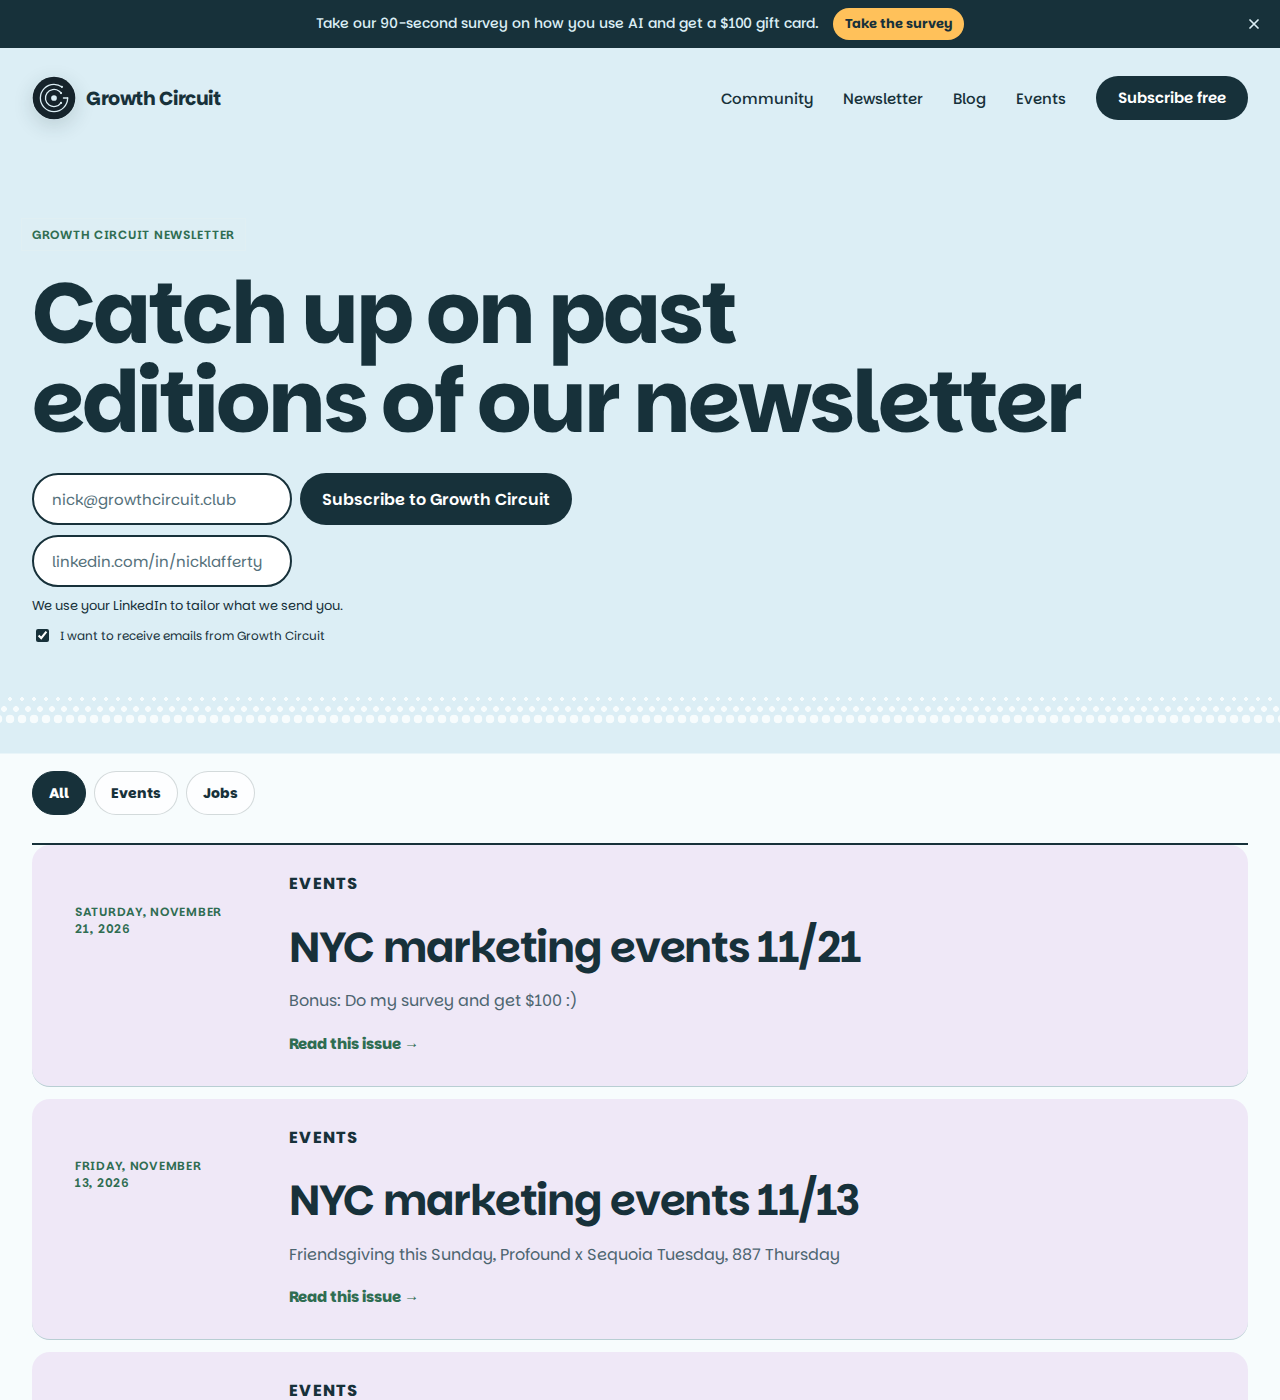 Take our 90-second survey on how you use AI and get a $100 gift card. Take the survey ×
Growth Circuit
Community Newsletter Blog Events Subscribe free
GROWTH CIRCUIT NEWSLETTER
Catch up on past
editions of our newsletter
nick@growthcircuit.club Subscribe to Growth Circuit
linkedin.com/in/nicklafferty
We use your LinkedIn to tailor what we send you.
I want to receive emails from Growth Circuit
All Events Jobs
EVENTS
SATURDAY, NOVEMBER
21, 2026
NYC marketing events 11/21
Bonus: Do my survey and get $100 :)
Read this issue →
EVENTS
FRIDAY, NOVEMBER
13, 2026
NYC marketing events 11/13
Friendsgiving this Sunday, Profound x Sequoia Tuesday, 887 Thursday
Read this issue →
EVENTS